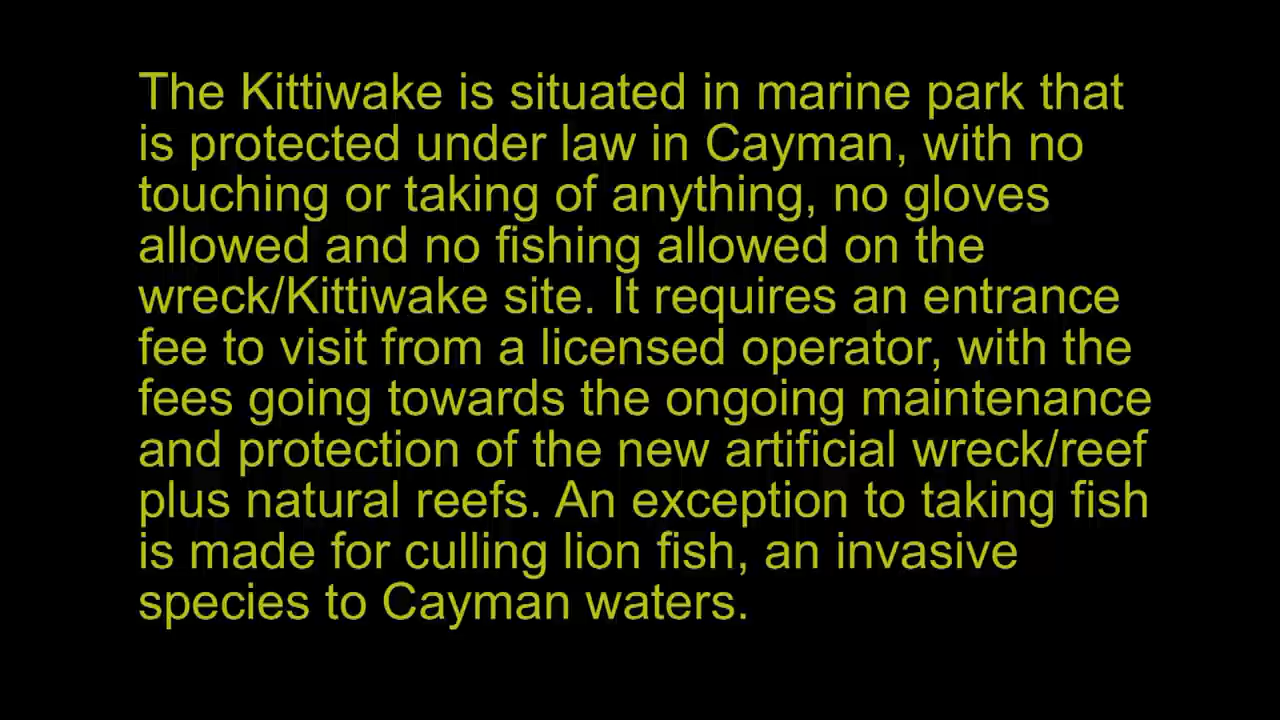 The Kittiwake is situated in marine park that
is protected under law in Cayman, with no
touching or taking of anything, no gloves
allowed and no fishing allowed on the
wreck/Kittiwake site. It requires an entrance
fee to visit from a licensed operator, with the
fees going towards the ongoing maintenance
and protection of the new artificial wreck/reef
plus natural reefs. An exception to taking fish
is made for culling lion fish, an invasive
species to Cayman waters.